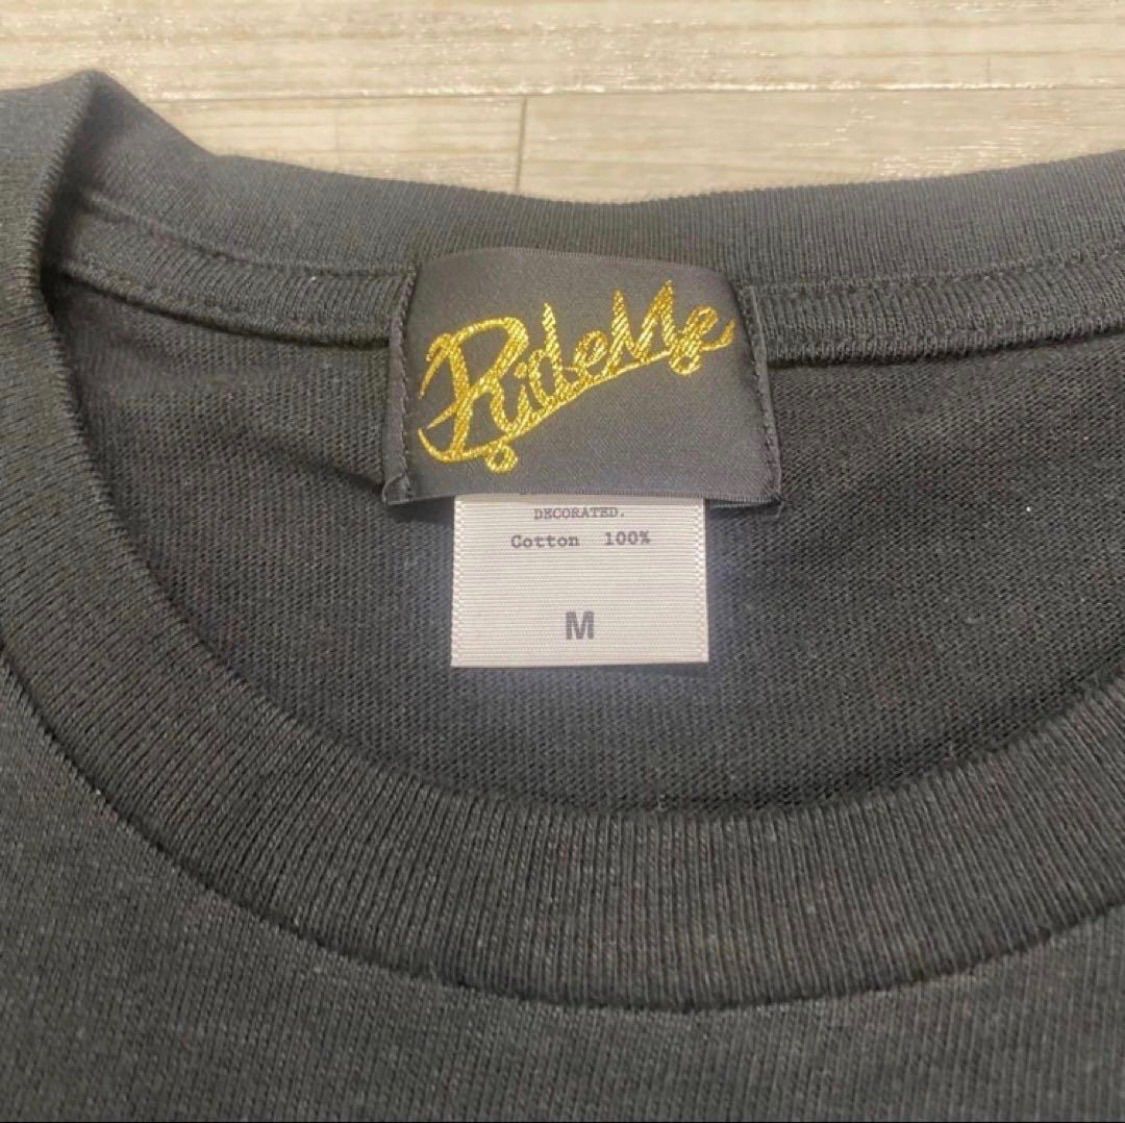 RideMe
DECORATED.
Cotton 100%
M